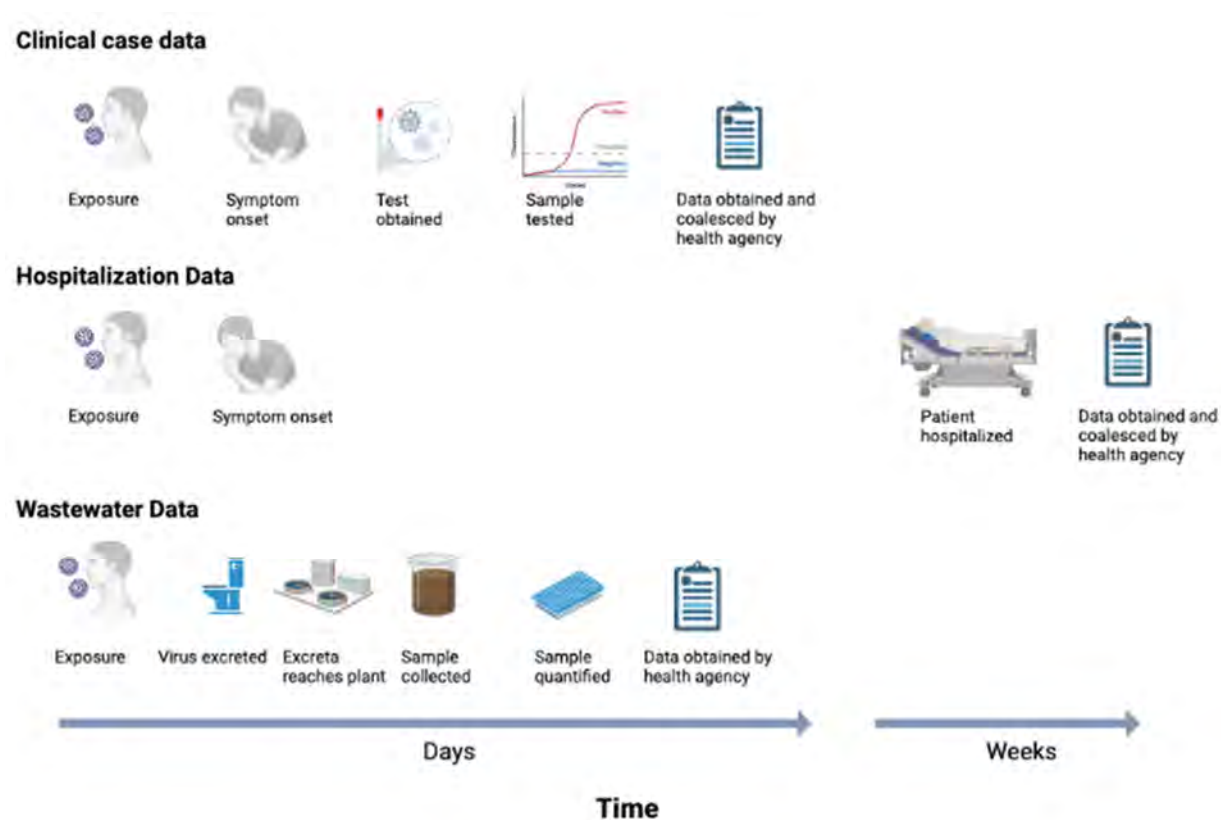 Clinical case data
Exposure
Symptom
onset
Test
obtained
Sample
tested
Data obtained and
coalesced by
health agency
Hospitalization Data
Exposure
Symptom onset
Patient
hospitalized
Data obtained and
coalesced by
health agency
Wastewater Data
Exposure
Virus excreted
Excreta
reaches plant
Sample
collected
Sample
quantified
Data obtained by
health agency
Days
Weeks
Time